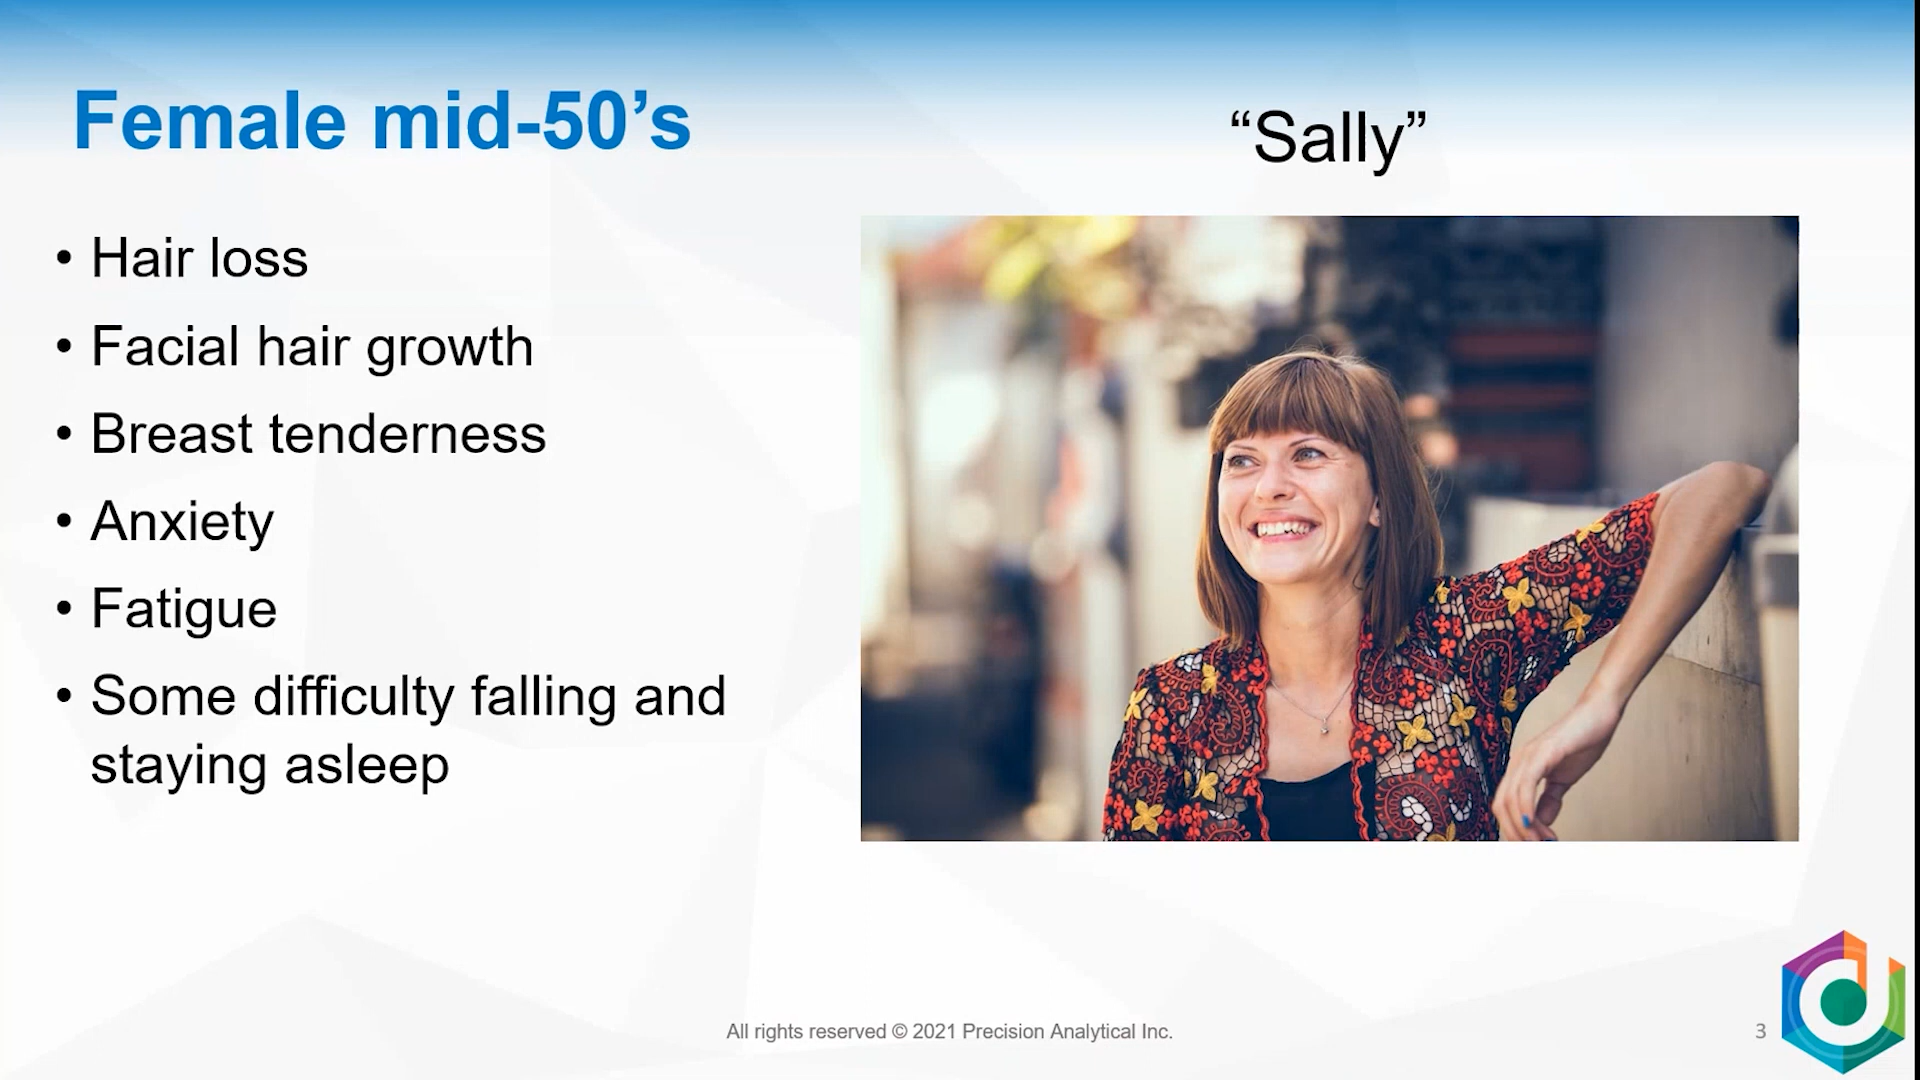 Female mid-50’s
“Sally”
• Hair loss
• Facial hair growth
• Breast tenderness
• Anxiety
• Fatigue
• Some difficulty falling and
staying asleep
All rights reserved © 2021 Precision Analytical Inc.
3